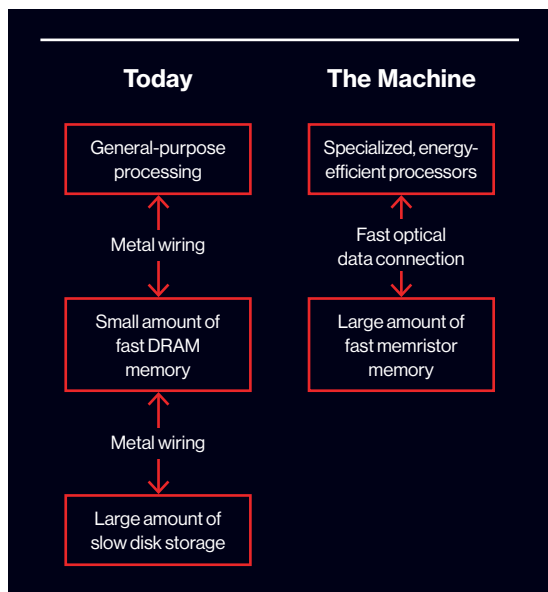 Today
General-purpose
processing
Metal wiring
Small amount of
fast DRAM
memory
Metal wiring
Large amount of
slow disk storage
The Machine
Specialized, energy-
efficient processors
Fast optical
data connection
Large amount of
fast memristor
memory